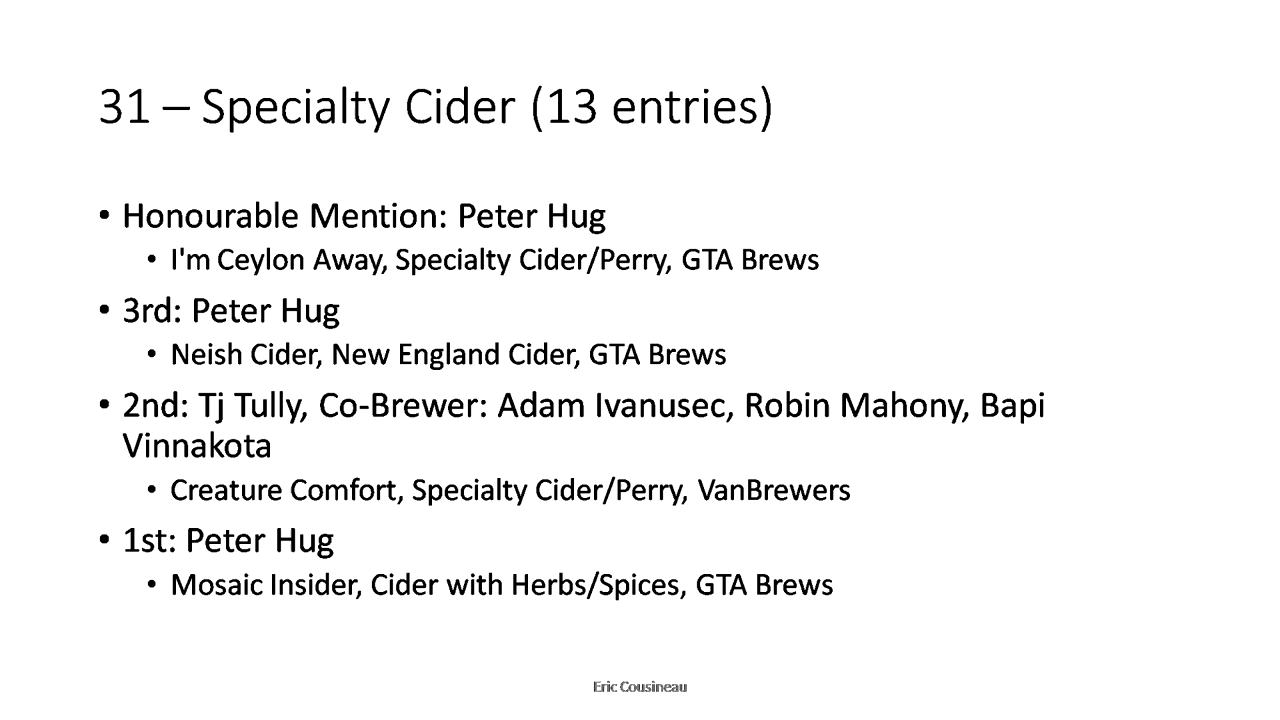 31 – Specialty Cider (13 entries)
• Honourable Mention: Peter Hug
• I'm Ceylon Away, Specialty Cider/Perry, GTA Brews
• 3rd: Peter Hug
• Neish Cider, New England Cider, GTA Brews
• 2nd: Tj Tully, Co-Brewer: Adam Ivanusec, Robin Mahony, Bapi
Vinnakota
• Creature Comfort, Specialty Cider/Perry, VanBrewers
• 1st: Peter Hug
• Mosaic Insider, Cider with Herbs/Spices, GTA Brews
Eric Cousineau